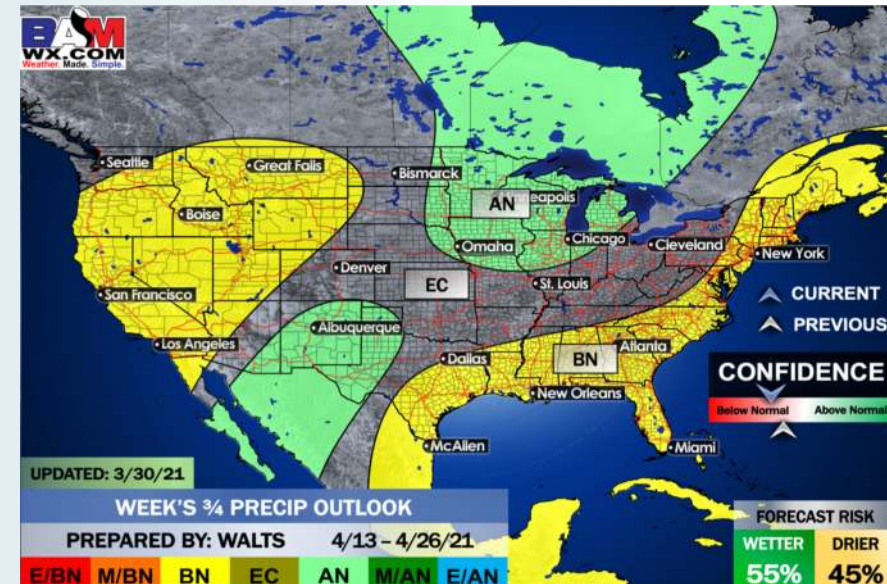 BAM
WX.COM
Weather. Made. Simple.
Seattle
Great Falls
Bismarck
AN
eapolis
Boise
Omaha
Chicago
Cleveland
New York
Denver
EC
St. Louis
San Francisco
CURRENT
PREVIOUS
Albuquerque
Los Angeles
Dallas
BN
Atlanta
CONFIDENCE
Below Normal
Above Normal
New Orleans
McAllen
Miami
UPDATED: 3/30/21
WEEK'S ¾ PRECIP OUTLOOK
PREPARED BY: WALTS 4/13 – 4/26/21
E/BN M/BN BN EC AN M/AN E/AN
FORECAST RISK
WETTER DRIER
55% 45%